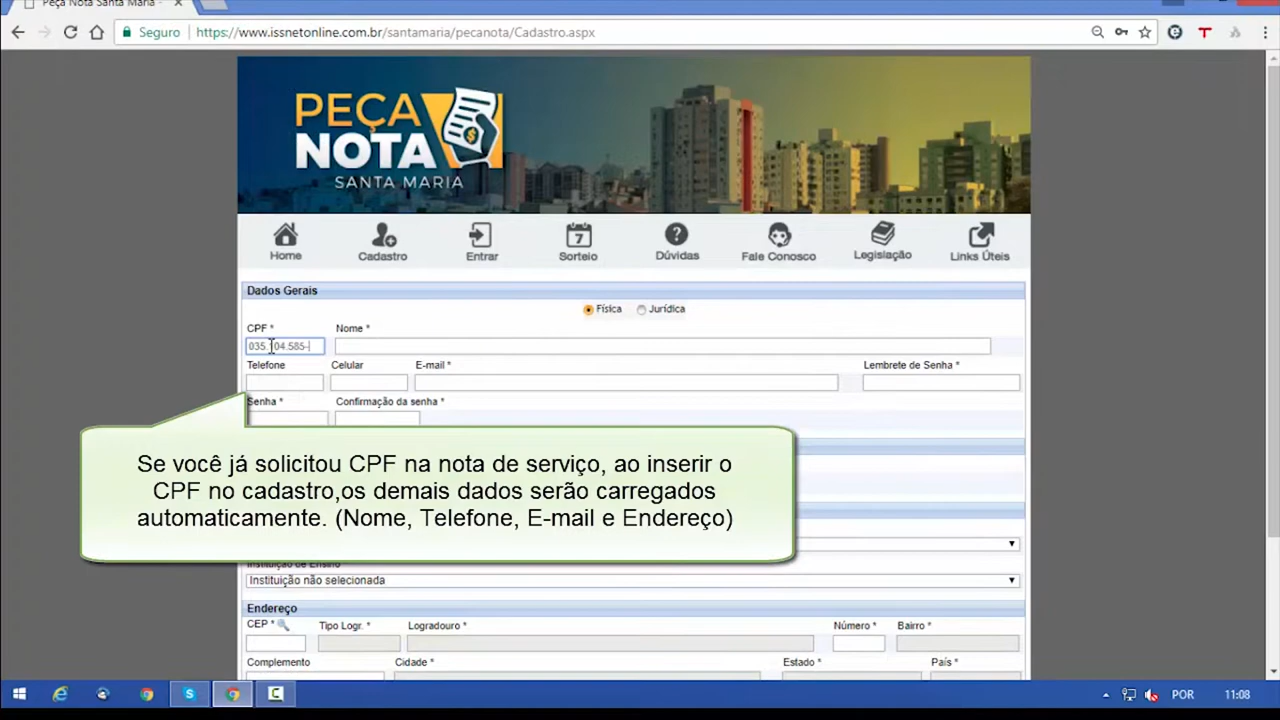 Peça Nota Santa Maria -
Seguro
https://www.issnetonline.com.br/santamaria/pecanota/Cadastro.aspx
PEÇA
NOTA
SANTA MARIA
Home
Cadastro
7
Entrar
Sorteio
Dúvidas
Fale Conosco
Legislação
Links Úteis
Dados Gerais
Física
Jurídica
CPF *
Nome *
Telefone
Celular
E-mail *
Lembrete de Senha *
Senha *
Confirmação da senha *
Se você já solicitou CPF na nota de serviço, ao inserir o
CPF no cadastro,os demais dados serão carregados
automaticamente. (Nome, Telefone, E-mail e Endereço)
Instituição de Ensino
Instituição não selecionada
Endereço
CEP *
Tipo Logr. *
Logradouro *
Número *
Bairro *
Complemento
Cidade *
Estado *
País *
POR
11:08